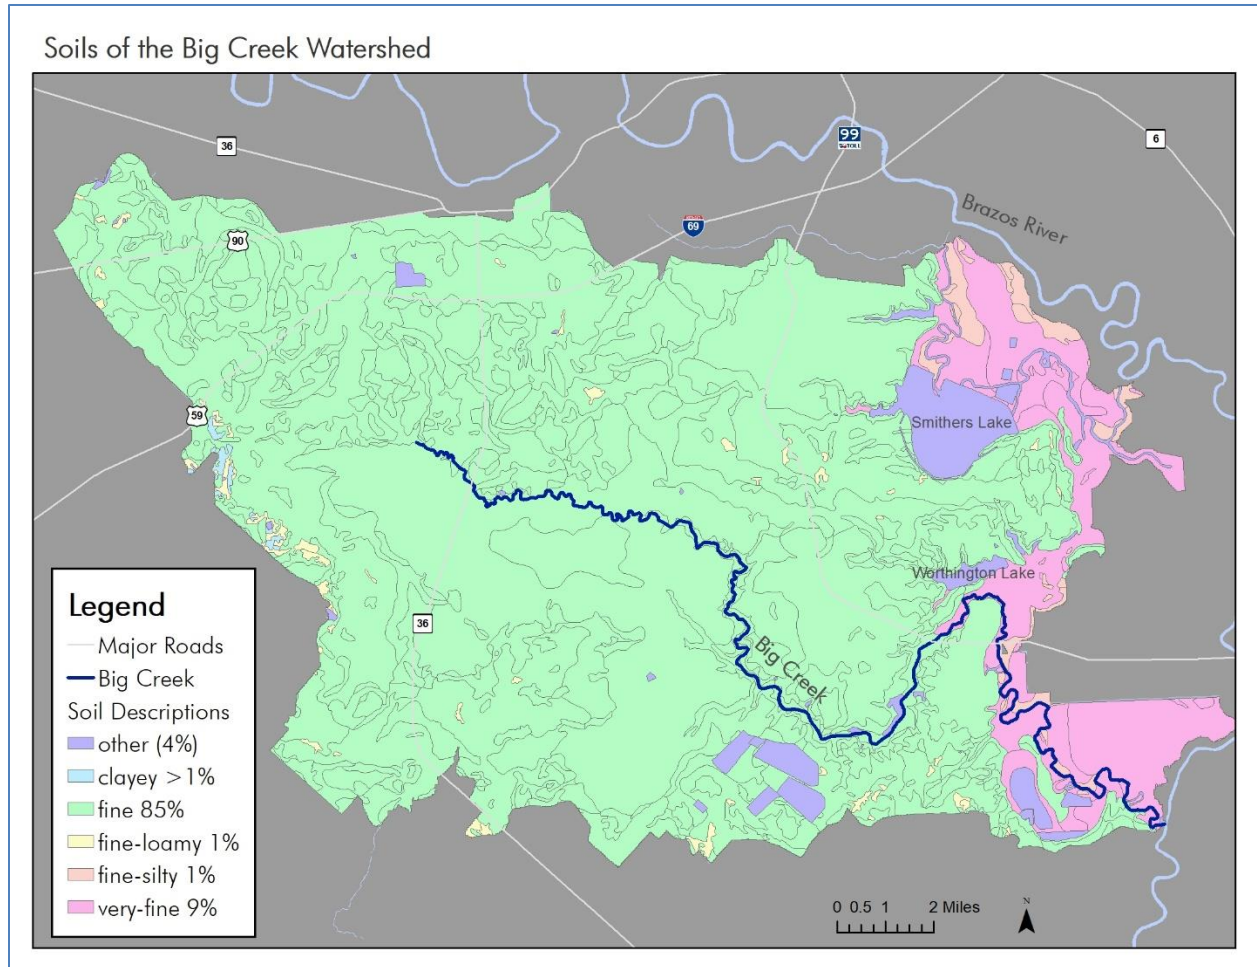 Soils of the Big Creek Watershed
36
99
TOLL
6
Brazos River
90
69
59
Smithers Lake
Worthington Lake
36
Big Creek
Legend
Major Roads
Big Creek
Soil Descriptions
other (4%)
clayey >1%
fine 85%
fine-loamy 1%
fine-silty 1%
very-fine 9%
0 0.5 1 2 Miles
N